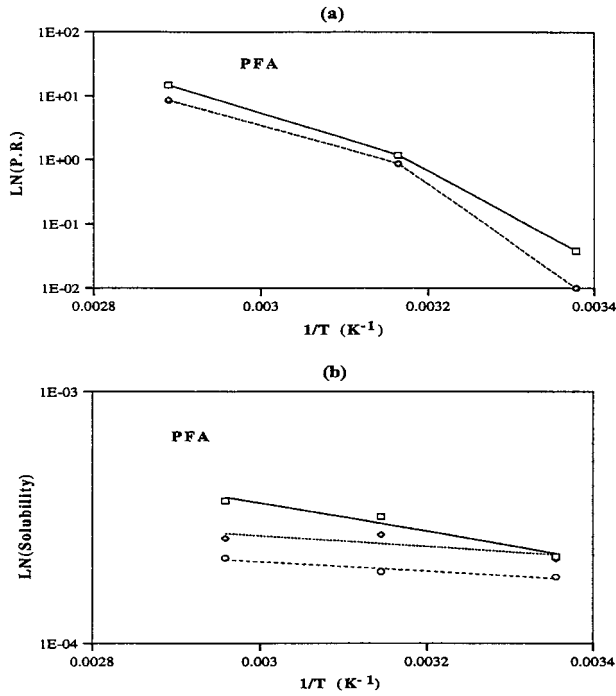 (a)
1E+02
PFA
1E+01
1E+00
1E-01
1E-02
LN(P.R.)
0.0028
0.003
0.0032
0.0034
1/T (K-1)
(b)
1E-03
PFA
LN(Solubility)
1E-04
0.0028
0.003
0.0032
0.0034
1/T (K-1)